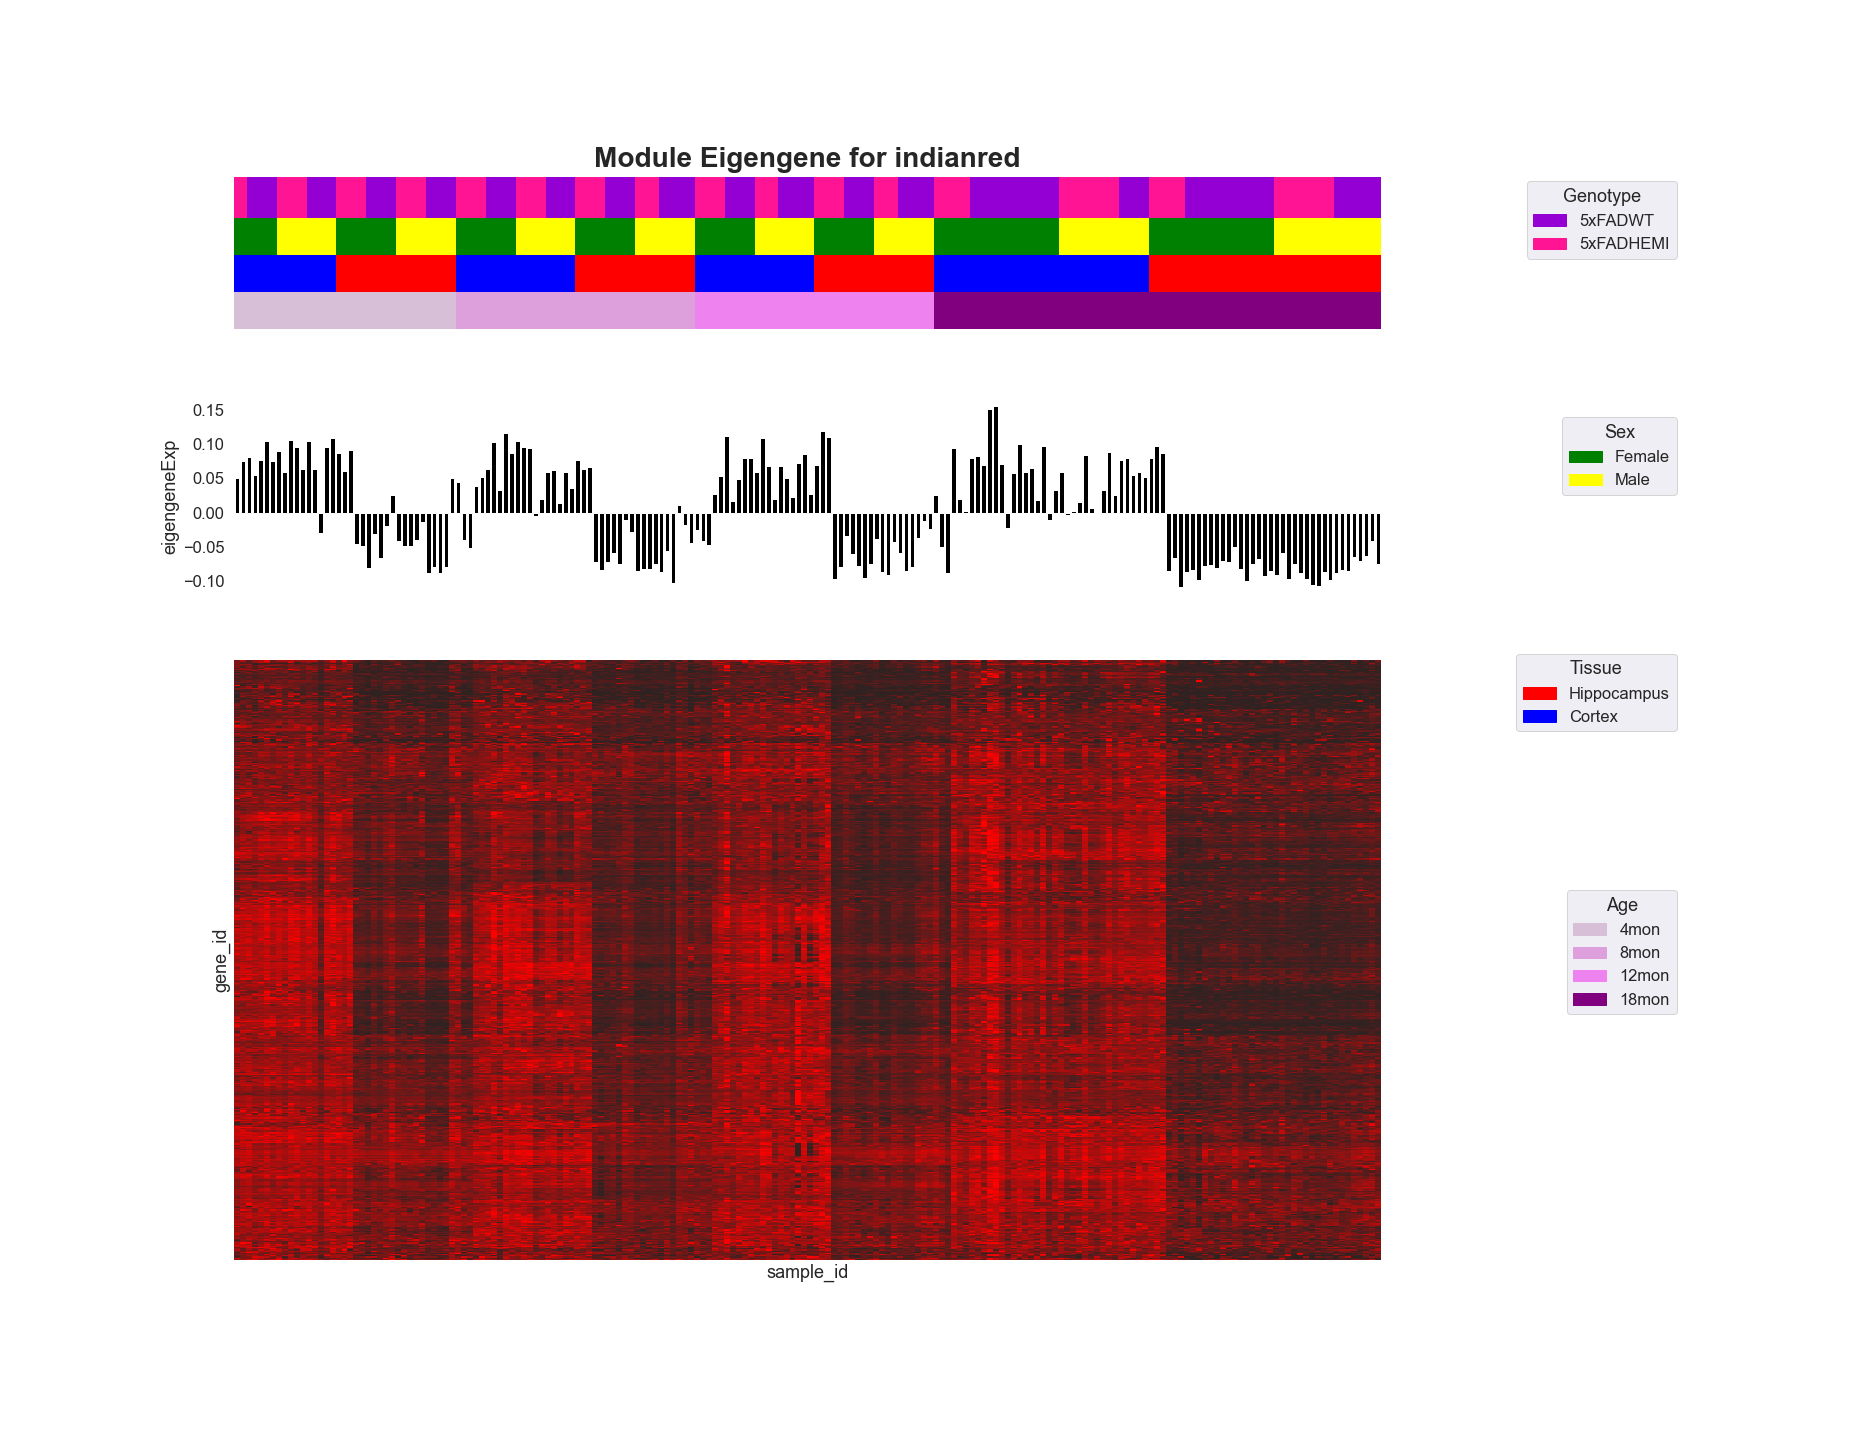 Module Eigengene for indianred
Genotype
5xFADWT
5xFADHEMI
eigengeneExp
0.15
0.10
0.05
0.00
−0.05
−0.10
Sex
Female
Male
Tissue
Hippocampus
Cortex
gene_id
Age
4mon
8mon
12mon
18mon
sample_id